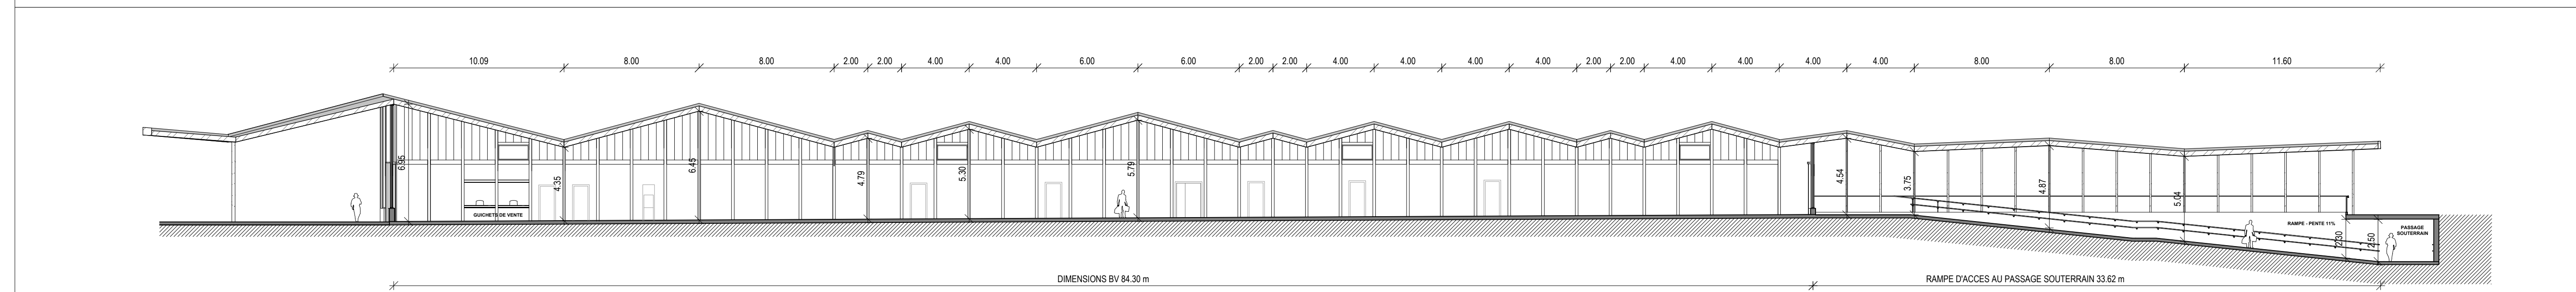 10.09 8.00 8.00 2.00 2.00 4.00 4.00 6.00 6.00 2.00 2.00 4.00 4.00 4.00 4.00 2.00 2.00 4.00 4.00 4.00 4.00 8.00 8.00 11.60
6.95
4.35
6.45
4.79
5.30
5.79
4.54
3.75
4.87
5.04
2.30
2.50
GUICHETS DE VENTE
RAMPE - PENTE 11%
PASSAGE
SOUTERRAIN
DIMENSIONS BV 84.30 m
RAMPE D'ACCES AU PASSAGE SOUTERRAIN 33.62 m